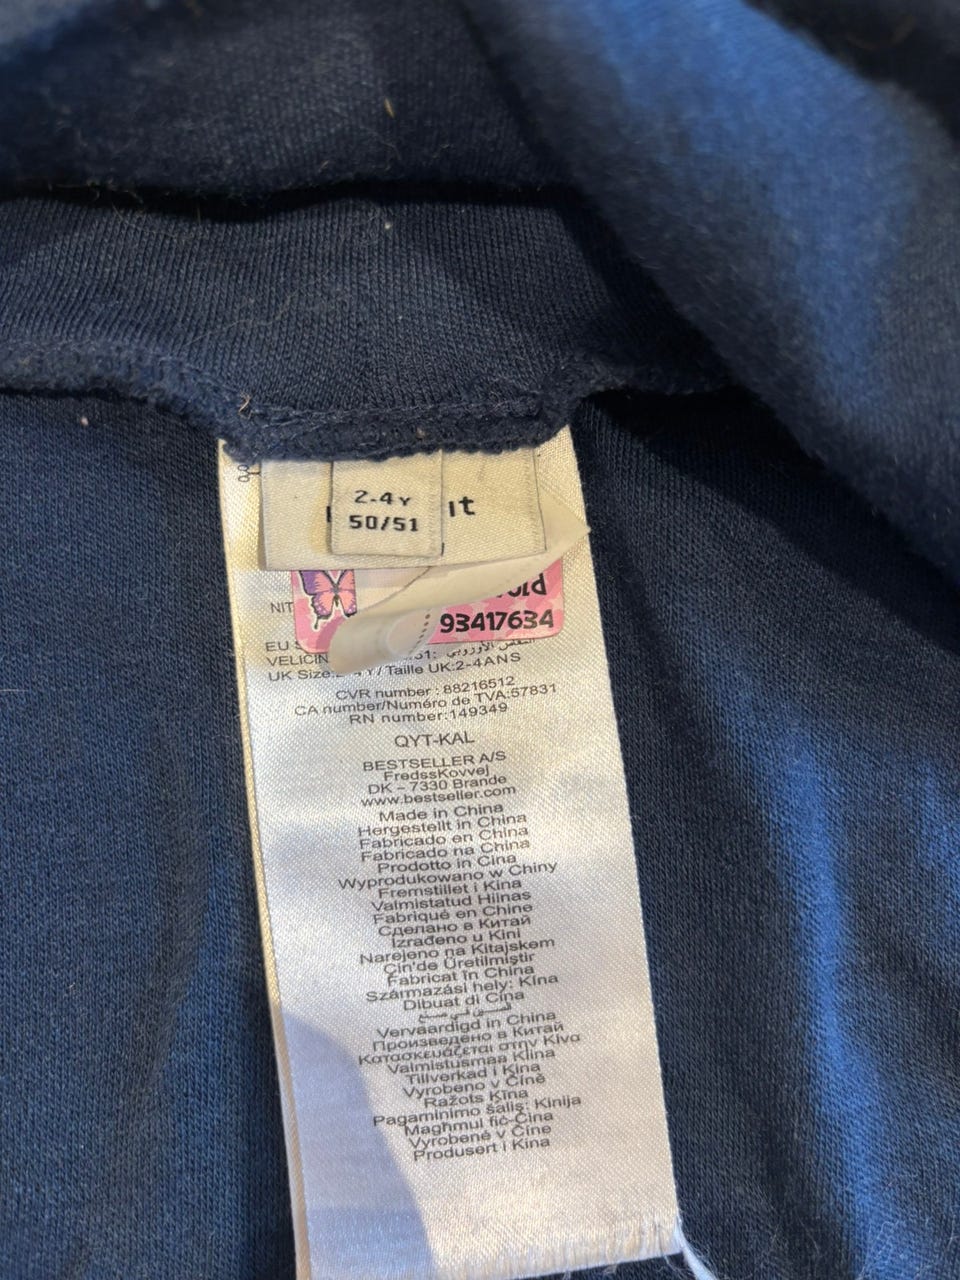 2-4Y
50/51
it
93417634
NIT
EU S
VELIČIN
UK Size:2-4Y/Taille UK:2-4ANS
CVR number : 88216512
CA number/Numéro de TVA:57831
RN number:149349
QYT-KAL
BESTSELLER A/S
FredssKovvej
DK – 7330 Brande
www.bestseller.com
Made in China
Hergestellt in China
Fabricado en China
Fabricado na China
Prodotto in Cina
Wyprodukowano w Chiny
Fremstillet i Kina
Valmistatud Hiinas
Fabriqué en Chine
Сделано в Китай
Izrađeno u Kini
Narejeno na Kitajskem
Çin'de Üretilmiştir
Fabricat în China
Származási hely: Kína
Dibuat di Cina
Vervaardigd in China
Произведено в Китай
Κατασκευάζεται στην Κίνα
Valmistusmaa Kiina
Tillverkad i Kina
Vyrobeno v Číně
Ražots Ķīna
Pagaminimo šalis: Kinija
Magħmul fiċ-Ċina
Vyrobené v Číne
Produsert i Kina